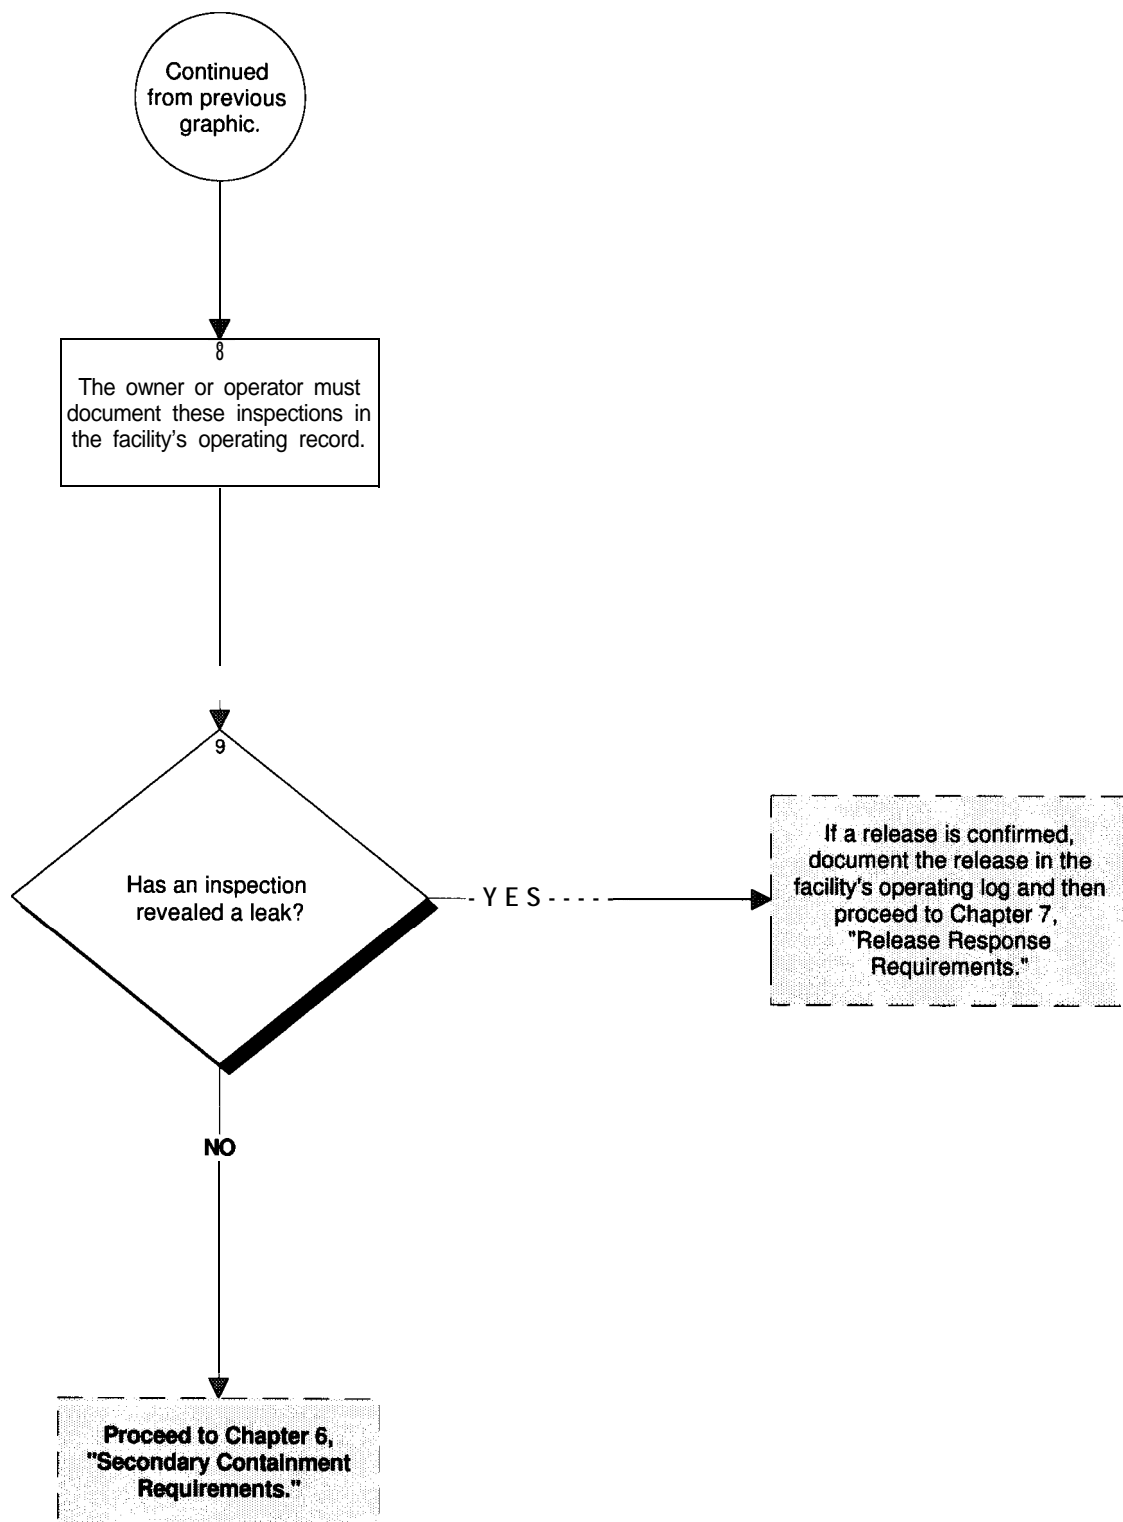 Continued
from previous
graphic.
8
The owner or operator must
document these inspections in
the facility's operating record.
9
Has an inspection
revealed a leak?
YES
If a release is confirmed,
document the release in the
facility's operating log and then
proceed to Chapter 7,
"Release Response
Requirements."
NO
Proceed to Chapter 6,
"Secondary Containment
Requirements."